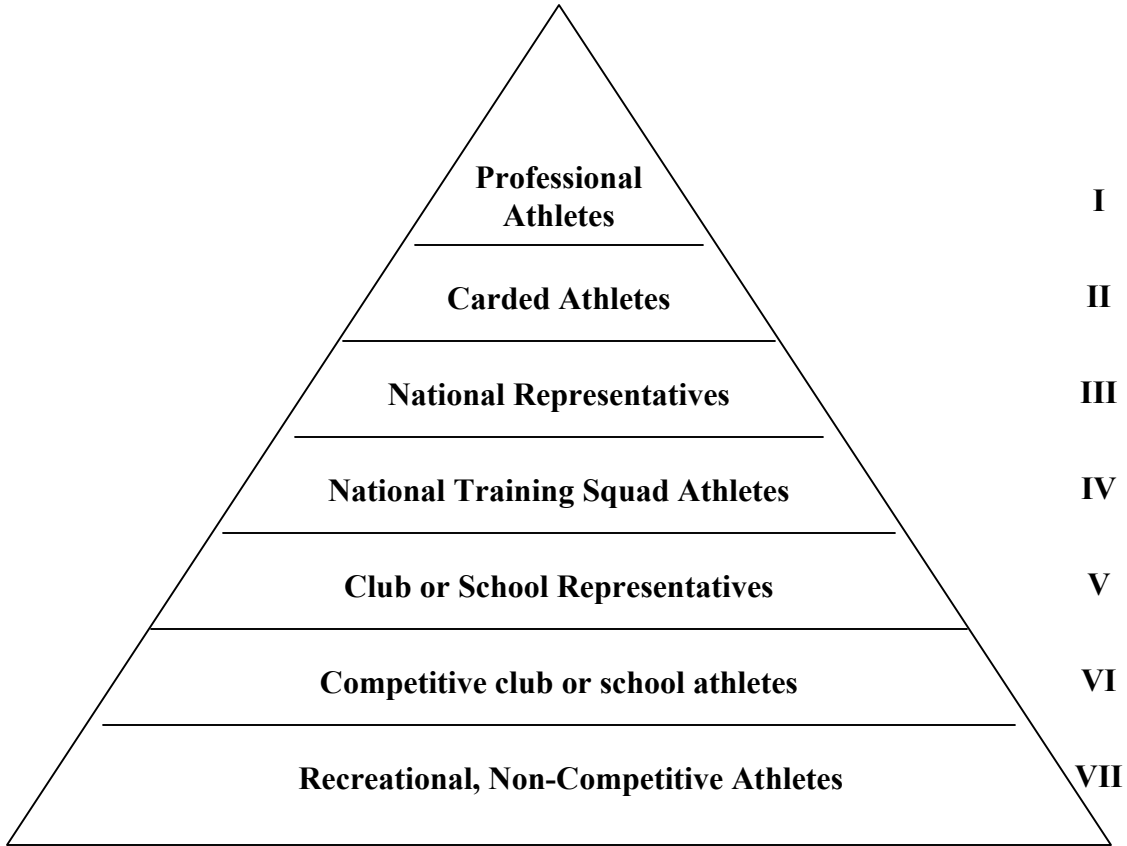 Professional
Athletes
I
Carded Athletes
II
National Representatives
III
National Training Squad Athletes
IV
Club or School Representatives
V
Competitive club or school athletes
VI
Recreational, Non-Competitive Athletes
VII